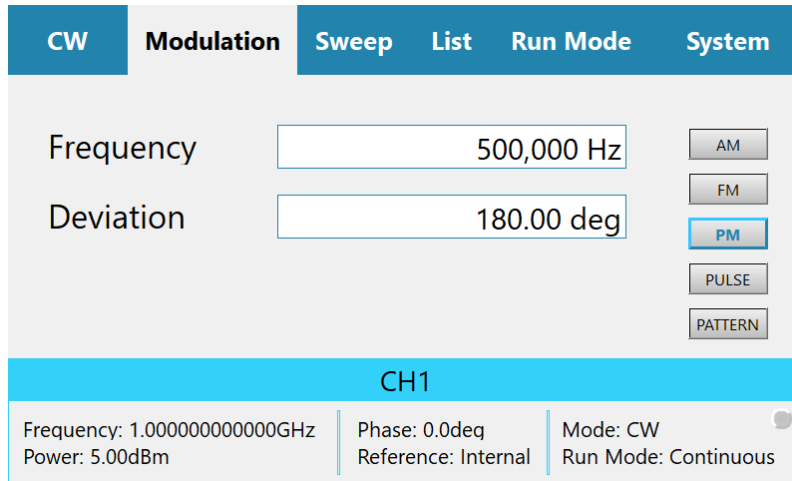 CW Modulation Sweep List Run Mode System
Frequency 500,000 Hz
Deviation 180.00 deg
AM
FM
PM
PULSE
PATTERN
CH1
Frequency: 1.000000000000GHz
Power: 5.00dBm
Phase: 0.0deg
Reference: Internal
Mode: CW
Run Mode: Continuous